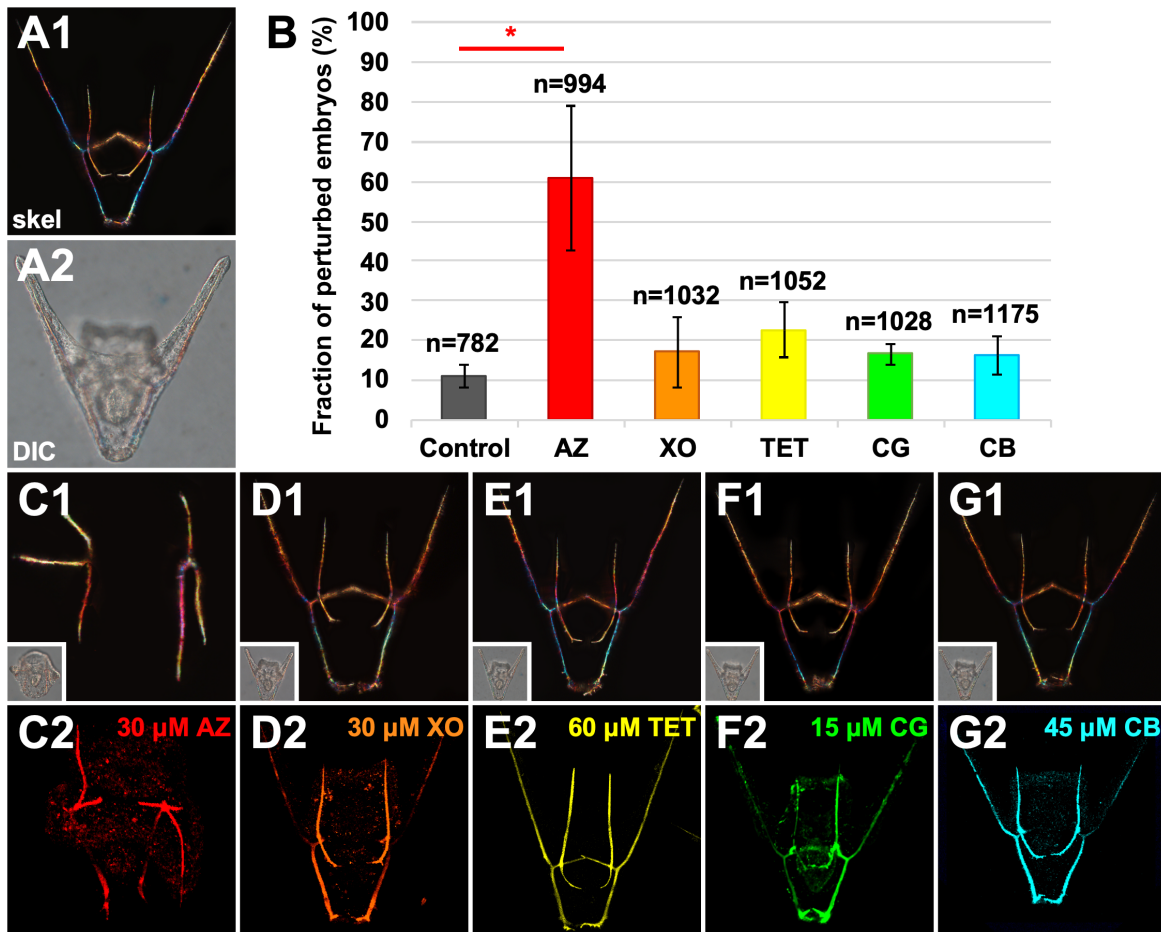 A1
skel
A2
DIC
B
Fraction of perturbed embryos (%)
100
90
80
70
60
50
40
30
20
10
0
*
n=782
n=994
n=1032
n=1052
n=1028
n=1175
Control AZ XO TET CG CB
C1 D1 E1 F1 G1
C2 30 µM AZ
D2 30 µM XO
E2 60 µM TET
F2 15 µM CG
G2 45 µM CB